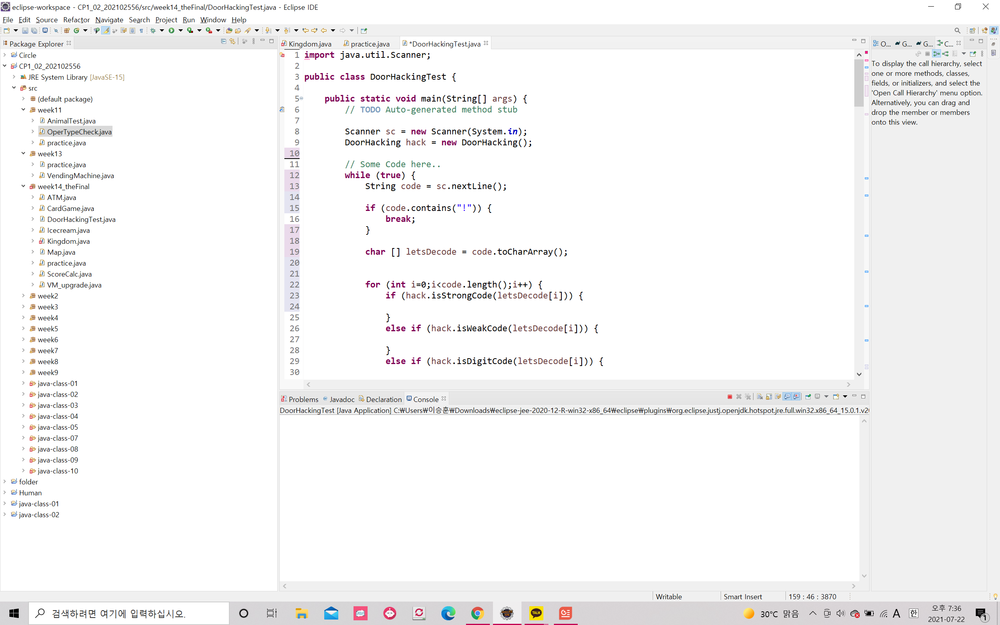 eclipse-workspace - CP1_02_202102556/src/week14_theFinal/DoorHackingTest.java - Eclipse IDE
File Edit Source Refactor Navigate Search Project Run Window Help
Package Explorer
Circle
CP1_02_202102556
JRE System Library [JavaSE-15]
src
(default package)
week11
AnimalTest.java
OperTypeCheck.java
practice.java
week13
practice.java
VendingMachine.java
week14_theFinal
ATM.java
CardGame.java
DoorHackingTest.java
Icecream.java
Kingdom.java
Map.java
practice.java
ScoreCalc.java
VM_upgrade.java
week2
week3
week4
week5
week6
week7
week8
week9
java-class-01
java-class-02
java-class-03
java-class-04
java-class-05
java-class-07
java-class-08
java-class-09
java-class-10
folder
Human
java-class-01
java-class-02
Kingdom.java practice.java *DoorHackingTest.java
1 import java.util.Scanner;
2
3 public class DoorHackingTest {
4
5 public static void main(String[] args) {
6 // TODO Auto-generated method stub
7
8 Scanner sc = new Scanner(System.in);
9 DoorHacking hack = new DoorHacking();
10
11 // Some Code here..
12 while (true) {
13 String code = sc.nextLine();
14
15 if (code.contains("!")) {
16 break;
17 }
18
19 char [] letsDecode = code.toCharArray();
20
21
22 for (int i=0;i<code.length();i++) {
23 if (hack.isStrongCode(letsDecode[i])) {
24
25 }
26 else if (hack.isWeakCode(letsDecode[i])) {
27
28 }
29 else if (hack.isDigitCode(letsDecode[i])) {
30
O... G... G... C...
To display the call hierarchy, select
one or more methods, classes,
fields, or initializers, and select the
'Open Call Hierarchy' menu option.
Alternatively, you can drag and
drop the member or members
onto this view.
Problems @ Javadoc Declaration Console
DoorHackingTest [Java Application] C:₩Users₩이승훈₩Downloads₩eclipse-jee-2020-12-R-win32-x86_64₩eclipse₩plugins₩org.eclipse.justj.openjdk.hotspot.jre.full.win32.x86_64_15.0.1.v20
Writable Smart Insert 159 : 46 : 3870
검색하려면 여기에 입력하십시오.
TALK
30°C 맑음
A 한
오후 7:36
2021-07-22
1